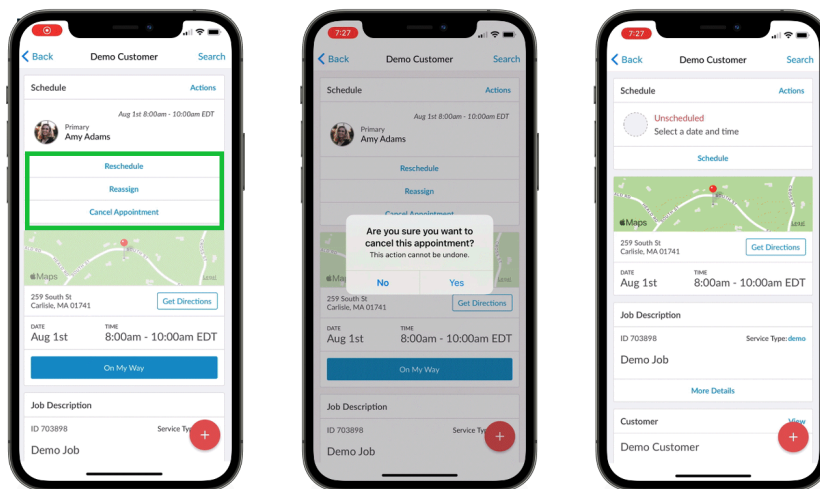 Back Demo Customer Search
Schedule Actions
Aug 1st 8:00am - 10:00am EDT
Primary
Amy Adams
Reschedule
Reassign
Cancel Appointment
Maps
LEGAL
259 South St
Carlisle, MA 01741
Get Directions
DATE TIME
Aug 1st 8:00am - 10:00am EDT
On My Way
Job Description
ID 703898 Service Ty
Demo Job
+
7:27
Back Demo Customer Search
Schedule Actions
Aug 1st 8:00am - 10:00am EDT
Primary
Amy Adams
Reschedule
Reassign
Cancel Appointment
Are you sure you want to
cancel this appointment?
This action cannot be undone.
No Yes
259 South St
Carlisle, MA 01741
Get Directions
DATE TIME
Aug 1st 8:00am - 10:00am EDT
On My Way
Job Description
ID 703898 Service Ty
Demo Job
+
7:27
Back Demo Customer Search
Schedule Actions
Unscheduled
Select a date and time
Schedule
Maps
259 South St
Carlisle, MA 01741
Get Directions
DATE TIME
Aug 1st 8:00am - 10:00am EDT
Job Description
ID 703898 Service Type: demo
Demo Job
More Details
Customer View
Demo Customer
+